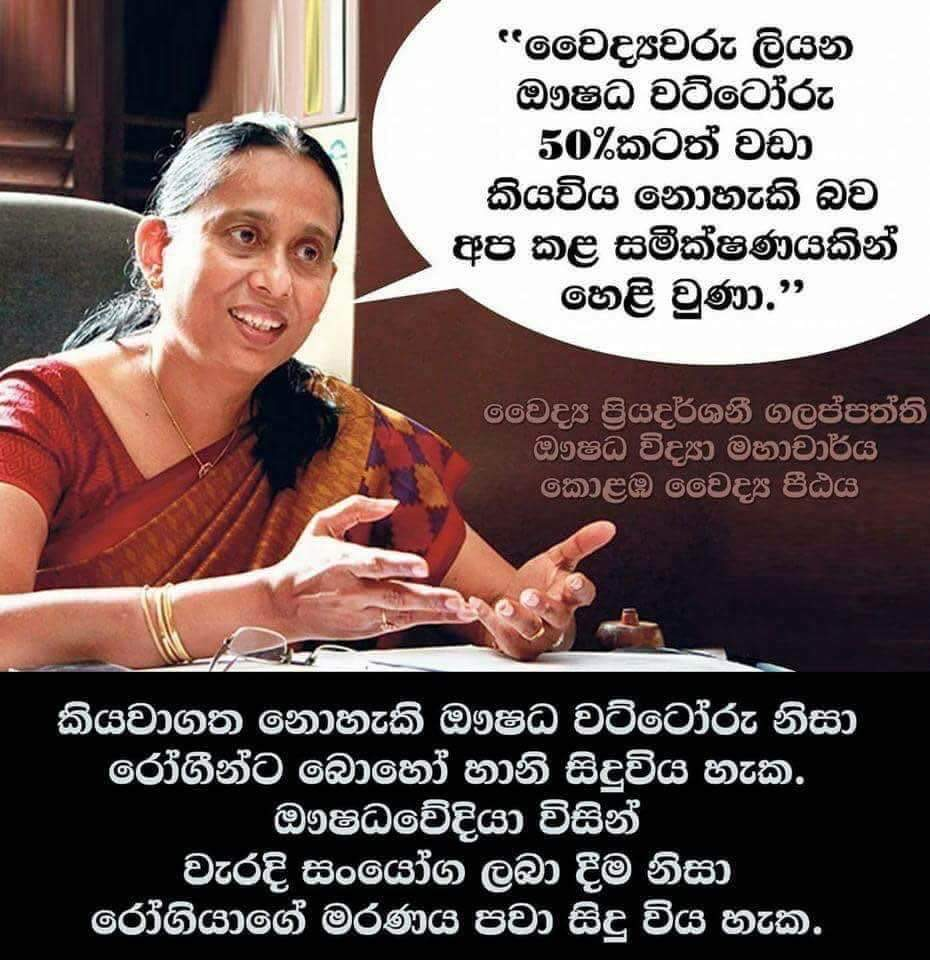 “වෛද්‍යවරු ලියන
ඖෂධ වට්ටෝරු
50%කටත් වඩා
කියවිය නොහැකි බව
අප කළ සමීක්ෂණයකින්
හෙළි වුණා.”
වෛද්‍ය ප්‍රියදර්ශනී ගලප්පත්ති
ඖෂධ විද්‍යා මහාචාර්ය
කොළඹ වෛද්‍ය පීඨය
කියවාගත නොහැකි ඖෂධ වට්ටෝරු නිසා
රෝගීන්ට බොහෝ හානි සිදුවිය හැක.
ඖෂධවේදියා විසින්
වැරදි සංයෝග ලබා දීම නිසා
රෝගියාගේ මරණය පවා සිදු විය හැක.